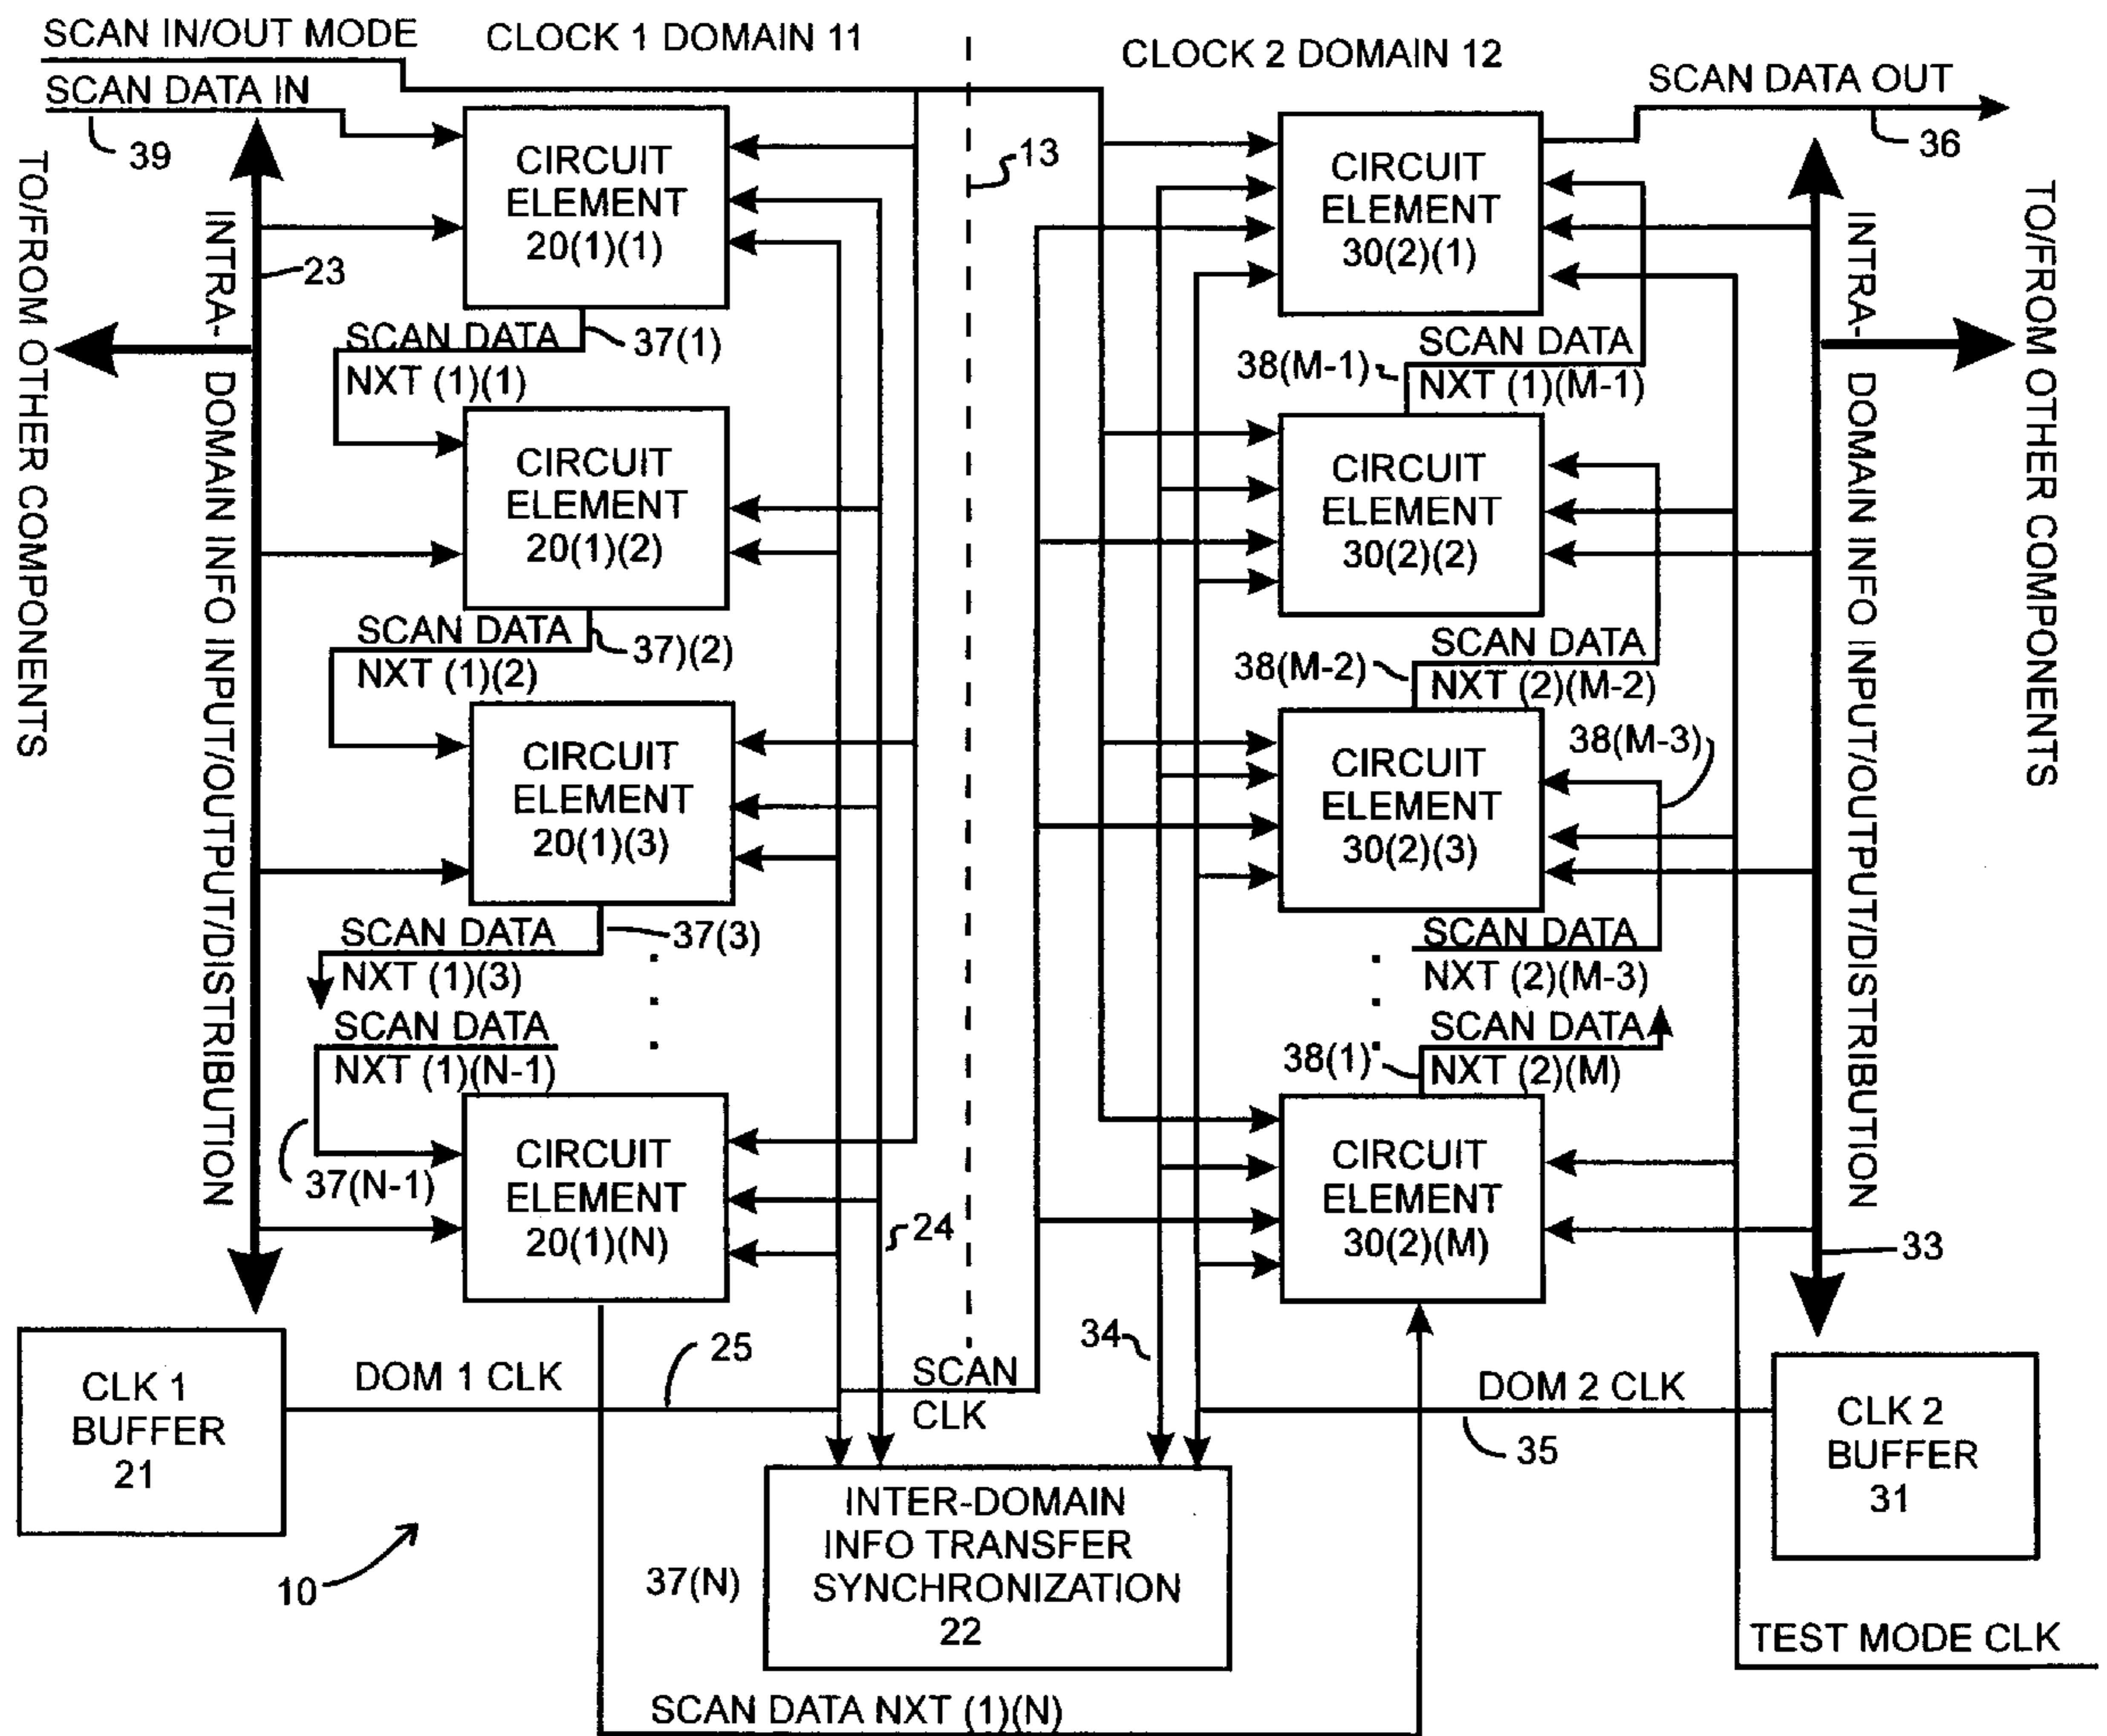 SCAN IN/OUT MODE
CLOCK 1 DOMAIN 11
CLOCK 2 DOMAIN 12
SCAN DATA IN
39
SCAN DATA OUT
36
TO/FROM OTHER COMPONENTS
INTRA- DOMAIN INFO INPUT/OUTPUT/DISTRIBUTION
23
CIRCUIT
ELEMENT
20(1)(1)
13
CIRCUIT
ELEMENT
30(2)(1)
INTRA- DOMAIN INFO INPUT/OUTPUT/DISTRIBUTION
TO/FROM OTHER COMPONENTS
SCAN DATA
NXT (1)(1)
37(1)
38(M-1)
SCAN DATA
NXT (1)(M-1)
CIRCUIT
ELEMENT
20(1)(2)
CIRCUIT
ELEMENT
30(2)(2)
SCAN DATA
NXT (1)(2)
37)(2)
38(M-2)
SCAN DATA
NXT (2)(M-2)
CIRCUIT
ELEMENT
20(1)(3)
CIRCUIT
ELEMENT
30(2)(3)
38(M-3)
SCAN DATA
NXT (1)(3)
37(3)
SCAN DATA
NXT (2)(M-3)
SCAN DATA
NXT (1)(N-1)
38(1)
SCAN DATA
NXT (2)(M)
37(N-1)
CIRCUIT
ELEMENT
20(1)(N)
24
CIRCUIT
ELEMENT
30(2)(M)
33
CLK 1
BUFFER
21
DOM 1 CLK
25
SCAN
CLK
34
DOM 2 CLK
35
CLK 2
BUFFER
31
10
37(N)
INTER-DOMAIN
INFO TRANSFER
SYNCHRONIZATION
22
TEST MODE CLK
SCAN DATA NXT (1)(N)